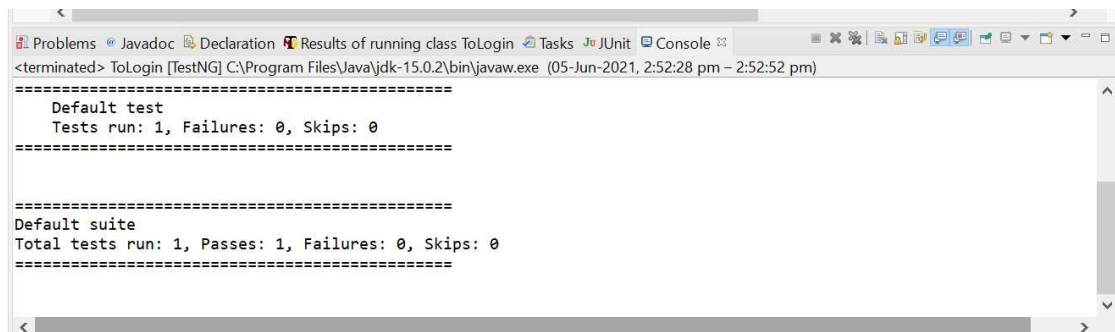 Problems Javadoc Declaration Results of running class ToLogin Tasks JUnit Console
<terminated> ToLogin [TestNG] C:\Program Files\Java\jdk-15.0.2\bin\javaw.exe (05-Jun-2021, 2:52:28 pm – 2:52:52 pm)
===============================================
Default test
Tests run: 1, Failures: 0, Skips: 0
===============================================
===============================================
Default suite
Total tests run: 1, Passes: 1, Failures: 0, Skips: 0
===============================================